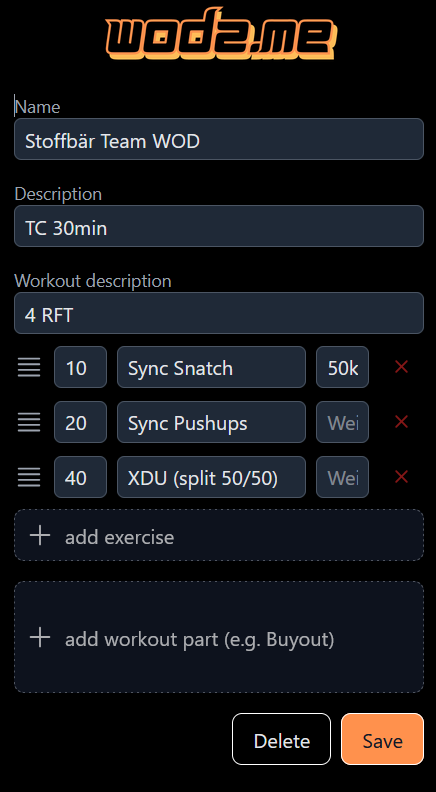 wodz.me
Name
Stoffbär Team WOD
Description
TC 30min
Workout description
4 RFT
10 Sync Snatch 50k
20 Sync Pushups Wei
40 XDU (split 50/50) Wei
add exercise
add workout part (e.g. Buyout)
Delete Save